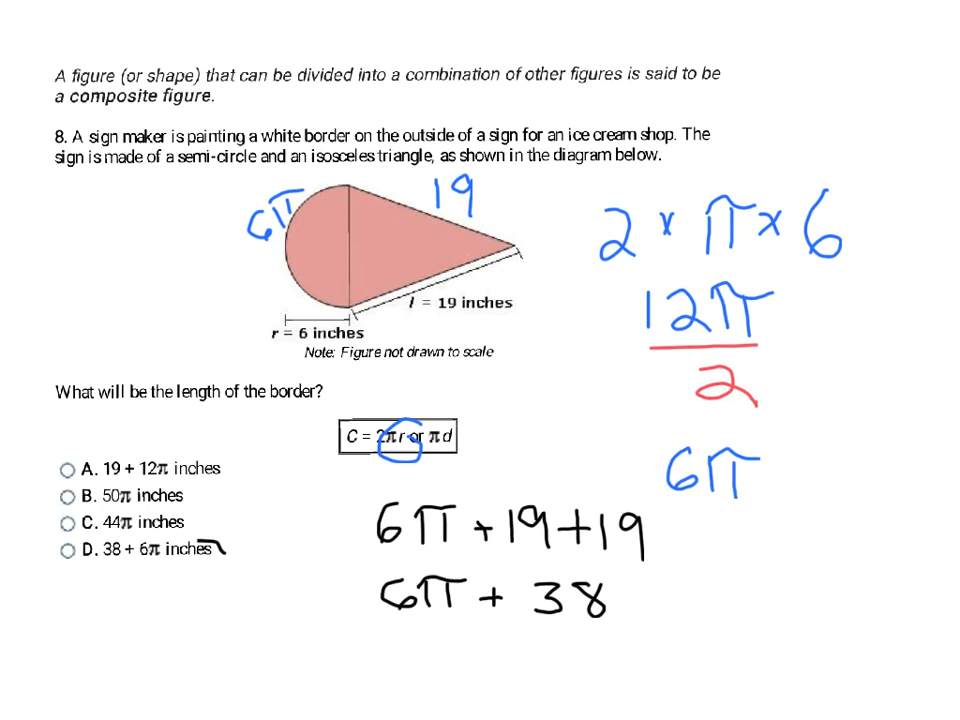 A figure (or shape) that can be divided into a combination of other figures is said to be
a composite figure.
8. A sign maker is painting a white border on the outside of a sign for an ice cream shop. The
sign is made of a semi-circle and an isosceles triangle, as shown in the diagram below.
6π
19
2 × π × 6
12π
2
6π
l = 19 inches
r = 6 inches
Note: Figure not drawn to scale
What will be the length of the border?
C = 2πr or πd
A. 19 + 12π inches
B. 50π inches
C. 44π inches
D. 38 + 6π inches
6π + 19 + 19
6π + 38